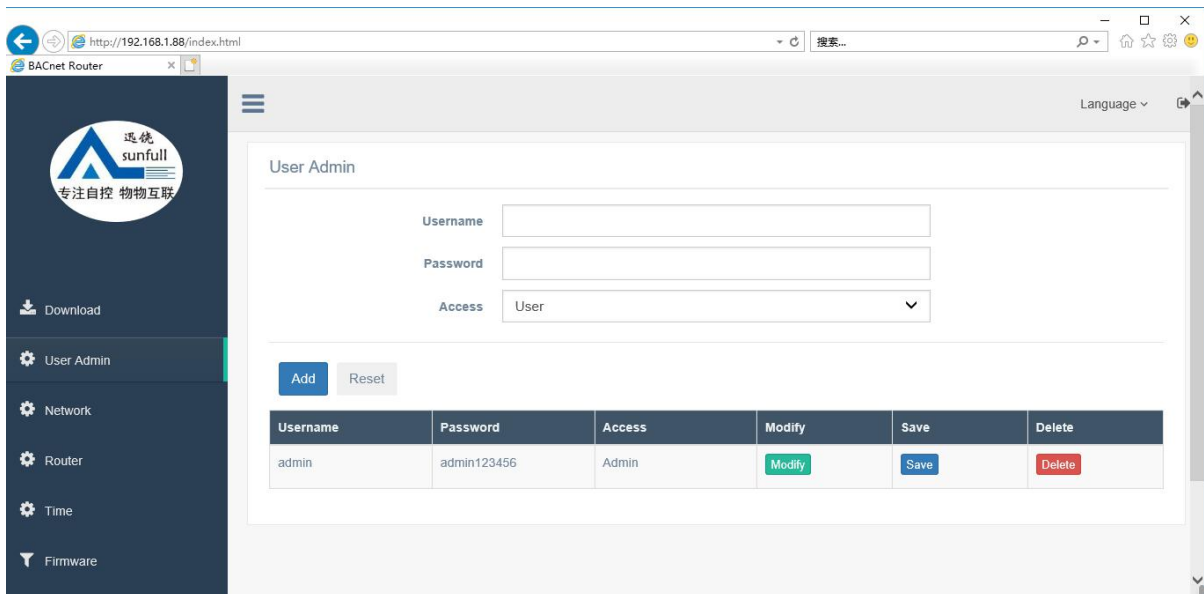 http://192.168.1.88/index.html
搜索...
BACnet Router
Language
迅饶
sunfull
专注自控 物物互联
User Admin
Username
Password
Access User
Download
User Admin
Network
Router
Time
Firmware
Add Reset
Username Password Access Modify Save Delete
admin admin123456 Admin Modify Save Delete